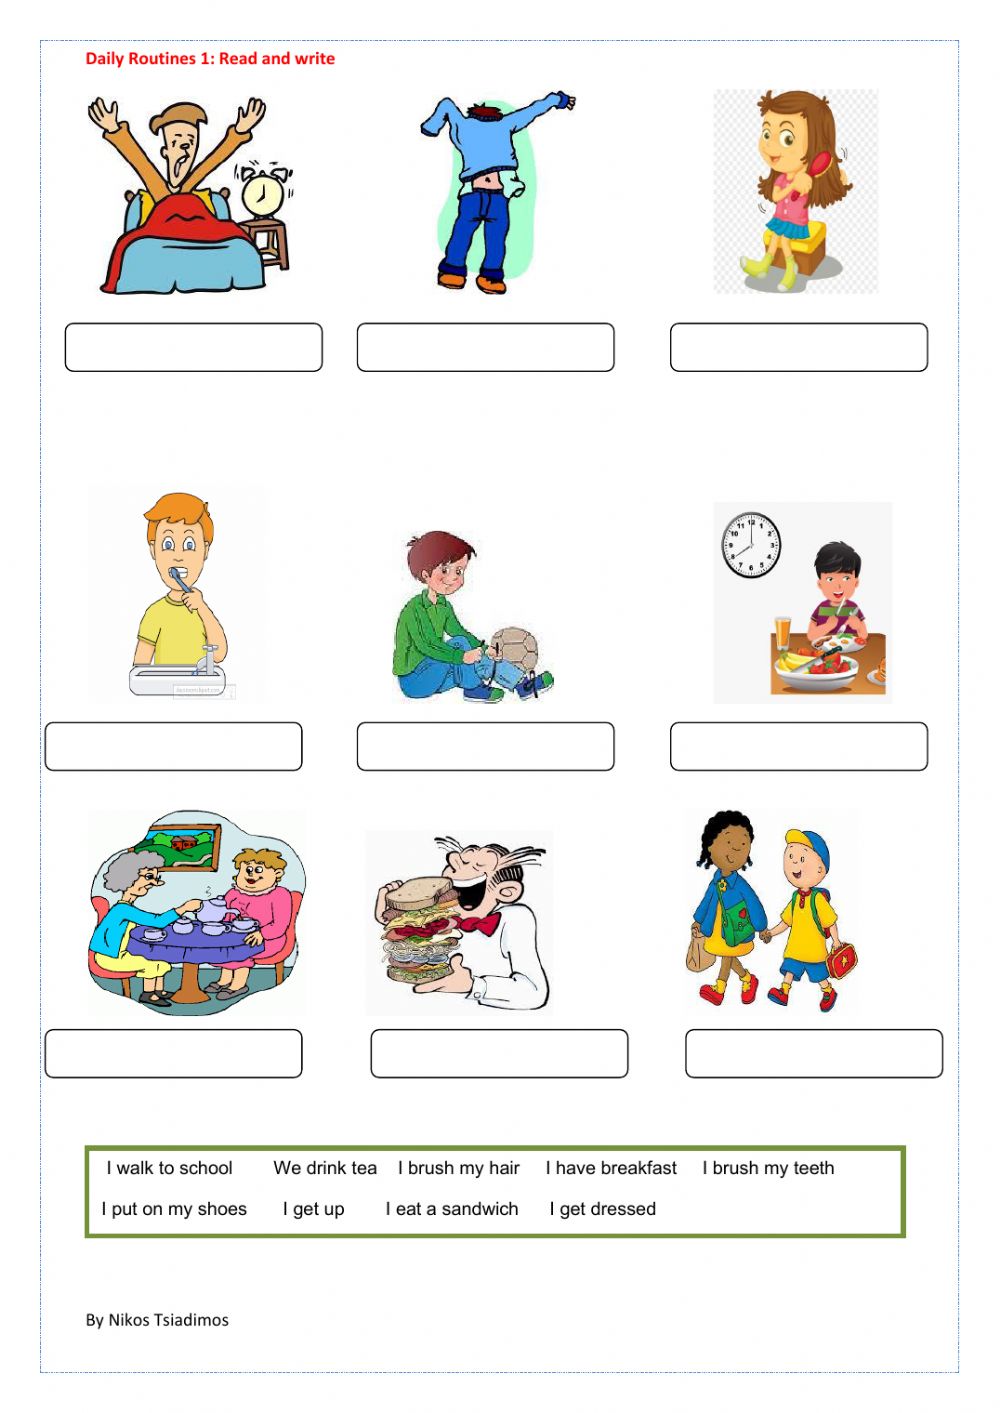 Daily Routines 1: Read and write
I walk to school We drink tea I brush my hair I have breakfast I brush my teeth
I put on my shoes I get up I eat a sandwich I get dressed
By Nikos Tsiadimos